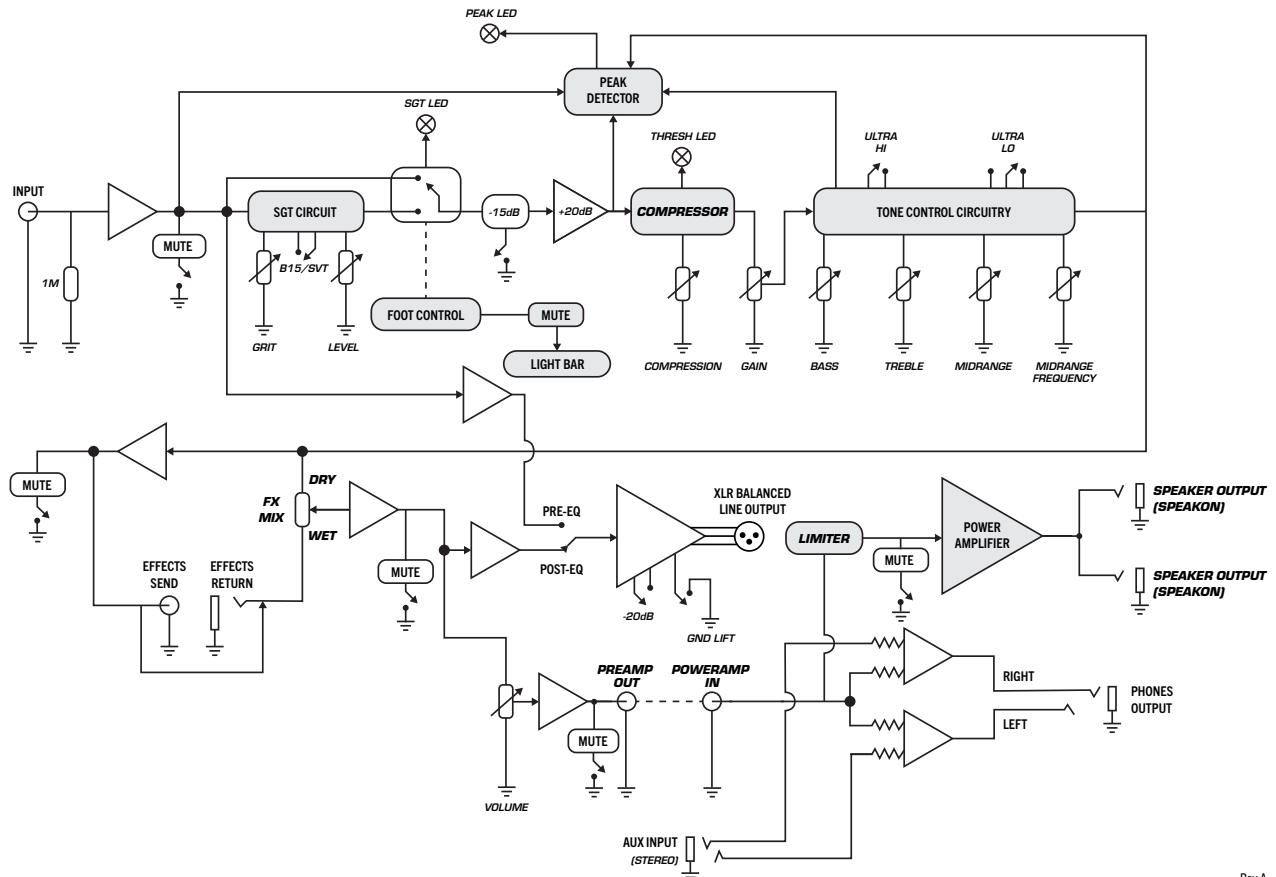 PEAK LED
PEAK
DETECTOR
SGT LED
THRESH LED
ULTRA
HI
ULTRA
LO
INPUT
SGT CIRCUIT
-15dB
+20dB
COMPRESSOR
TONE CONTROL CIRCUITRY
MUTE
1M
B15/SVT
GRIT
LEVEL
FOOT CONTROL
MUTE
LIGHT BAR
COMPRESSION
GAIN
BASS
TREBLE
MIDRANGE
MIDRANGE
FREQUENCY
MUTE
DRY
FX
MIX
WET
EFFECTS
SEND
EFFECTS
RETURN
MUTE
PRE-EQ
POST-EQ
XLR BALANCED
LINE OUTPUT
-20dB
GND LIFT
LIMITER
MUTE
POWER
AMPLIFIER
SPEAKER OUTPUT
(SPEAKON)
SPEAKER OUTPUT
(SPEAKON)
VOLUME
PREAMP
OUT
POWERAMP
IN
MUTE
RIGHT
LEFT
PHONES
OUTPUT
AUX INPUT
(STEREO)